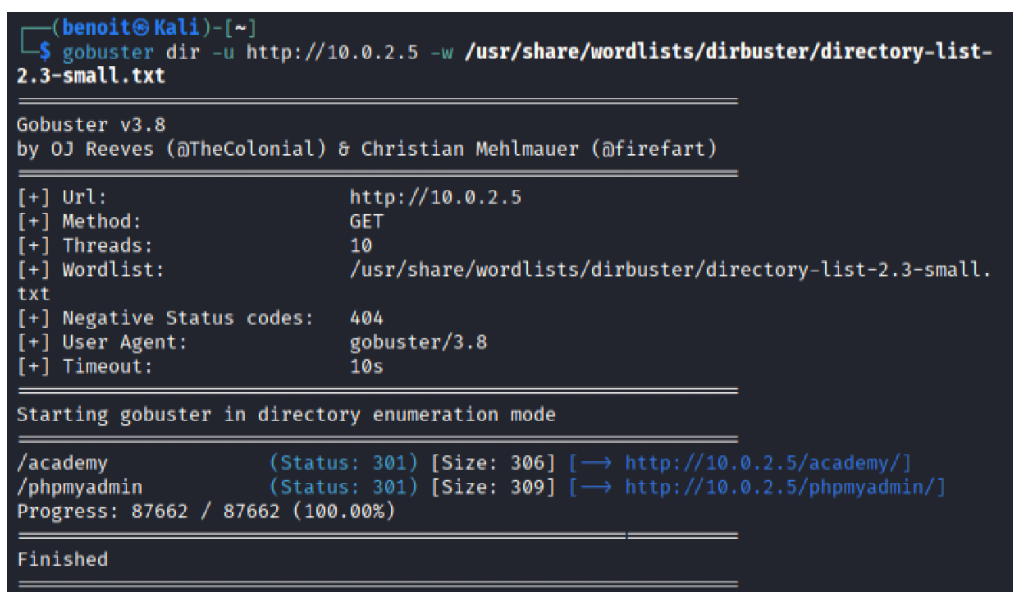 ┌──(benoit㉿Kali)-[~]
└─$ gobuster dir -u http://10.0.2.5 -w /usr/share/wordlists/dirbuster/directory-list-
2.3-small.txt
===============================================================
Gobuster v3.8
by OJ Reeves (@TheColonial) & Christian Mehlmauer (@firefart)
===============================================================
[+] Url:                     http://10.0.2.5
[+] Method:                  GET
[+] Threads:                 10
[+] Wordlist:                /usr/share/wordlists/dirbuster/directory-list-2.3-small.
txt
[+] Negative Status codes:   404
[+] User Agent:              gobuster/3.8
[+] Timeout:                 10s
===============================================================
Starting gobuster in directory enumeration mode
===============================================================
/academy              (Status: 301) [Size: 306] [--> http://10.0.2.5/academy/]
/phpmyadmin           (Status: 301) [Size: 309] [--> http://10.0.2.5/phpmyadmin/]
Progress: 87662 / 87662 (100.00%)
===============================================================
Finished
===============================================================